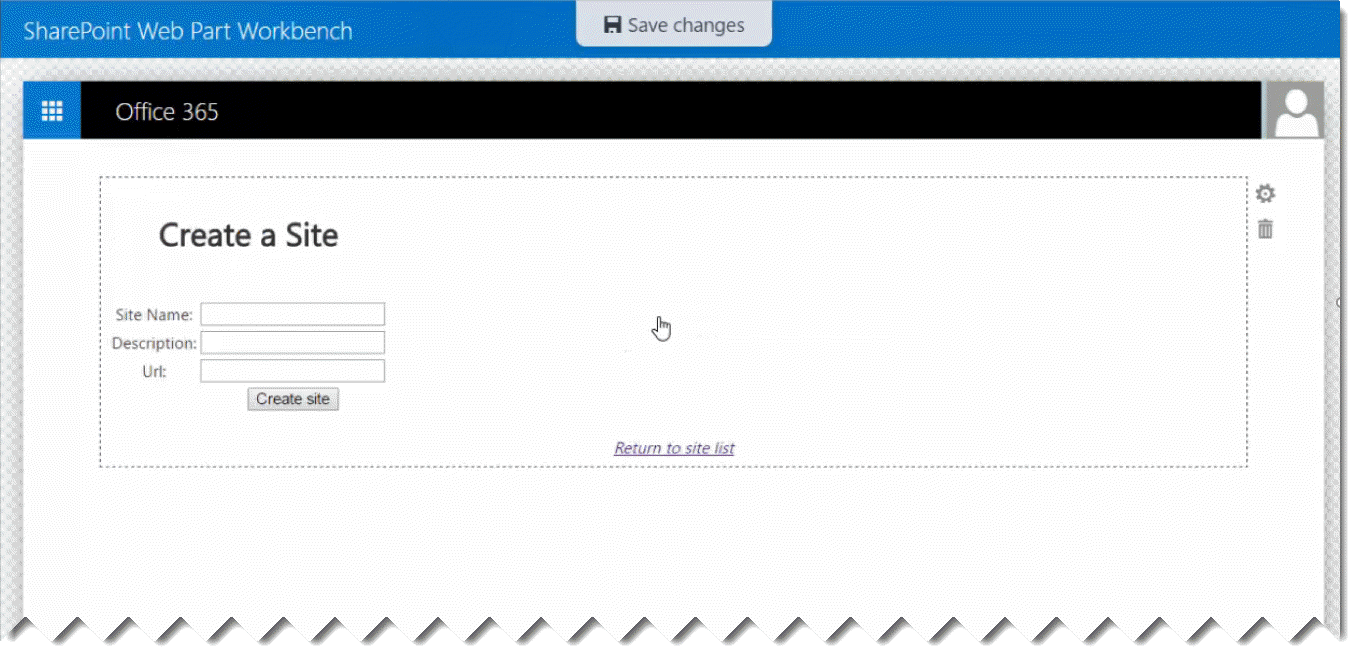 SharePoint Web Part Workbench
Save changes
Office 365
Create a Site
Site Name:
Description:
Url:
Create site
Return to site list